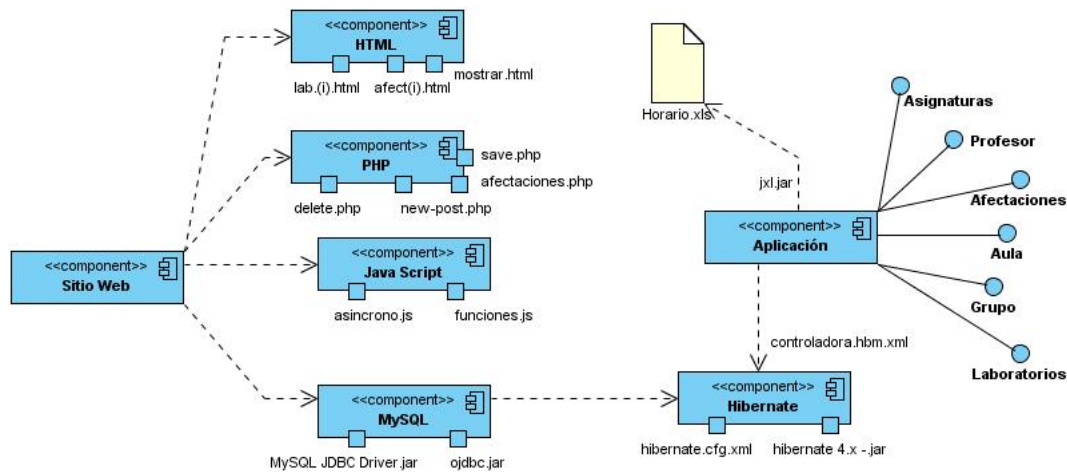 <<component>>
HTML
lab.(i).html
afect(i).html
mostrar.html
<<component>>
PHP
save.php
afectaciones.php
delete.php
new-post.php
<<component>>
Java Script
asincrono.js
funciones.js
<<component>>
Sitio Web
<<component>>
MySQL
MySQL JDBC Driver.jar
ojdbc.jar
Horario.xls
jxl.jar
<<component>>
Aplicación
Asignaturas
Profesor
Afectaciones
Aula
Grupo
Laboratorios
controladora.hbm.xml
<<component>>
Hibernate
hibernate.cfg.xml
hibernate 4.x -.jar